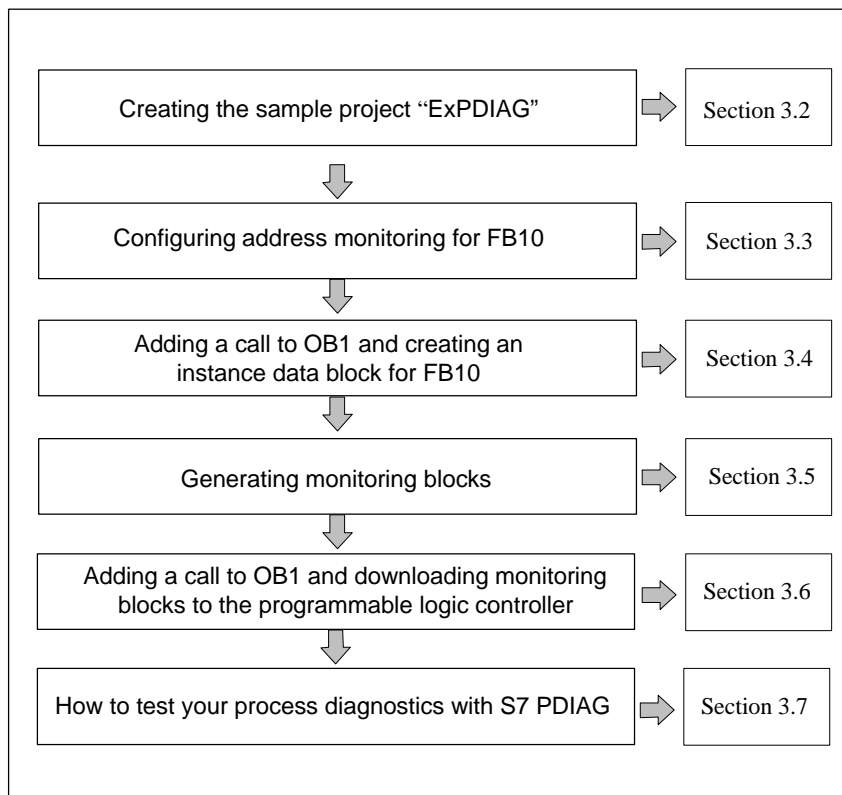 Creating the sample project “ExPDIAG”
Section 3.2
Configuring address monitoring for FB10
Section 3.3
Adding a call to OB1 and creating an
instance data block for FB10
Section 3.4
Generating monitoring blocks
Section 3.5
Adding a call to OB1 and downloading monitoring
blocks to the programmable logic controller
Section 3.6
How to test your process diagnostics with S7 PDIAG
Section 3.7